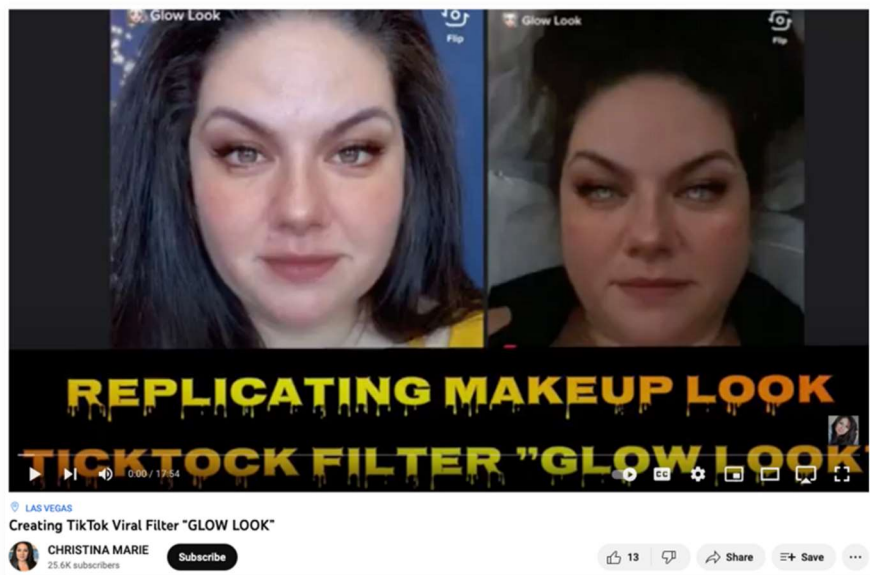 Glow Look
Flip
Glow Look
Flip
REPLICATING MAKEUP LOOK
TICKTOCK FILTER "GLOW LOOK"
0:00 / 17:54
CC
LAS VEGAS
Creating TikTok Viral Filter "GLOW LOOK"
CHRISTINA MARIE
25.6K subscribers
Subscribe
13
Share
Save